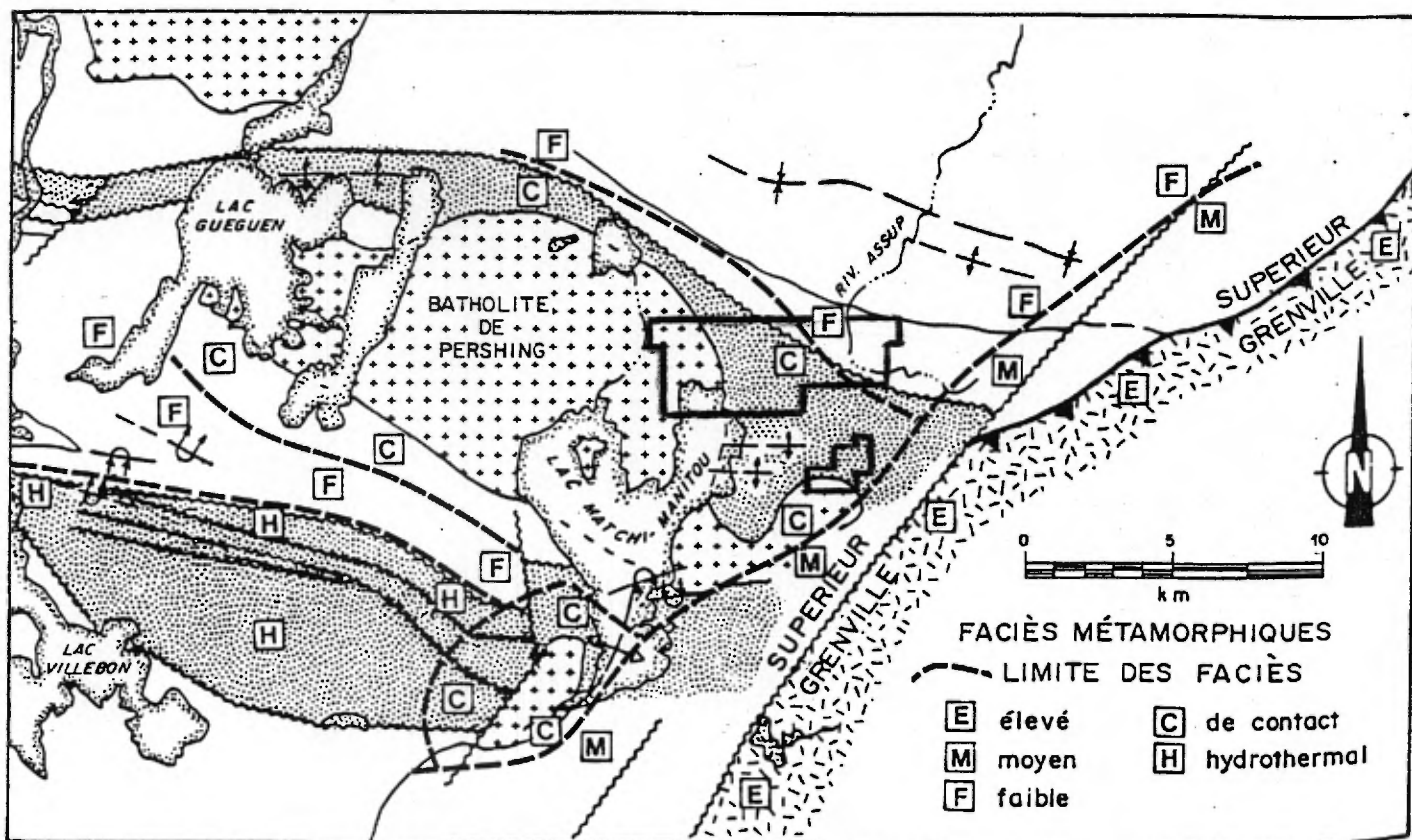 F
C
LAC
GUEGUEN
F
M
RIV. ASSUP
SUPERIEUR
GRENVILLE
E
BATHOLITE
DE
PERSHING
F
C
F
F
C
M
E
F
C
F
H
H
LAC MATCHI
MANITOU
C
M
E
N
F
H
C
H
LAC
VILLEBON
C
C
M
SUPERIEUR
GRENVILLE
E
0 5 10
km
FACIÈS MÉTAMORPHIQUES
LIMITE DES FACIÈS
E élevé
C de contact
M moyen
H hydrothermal
F faible